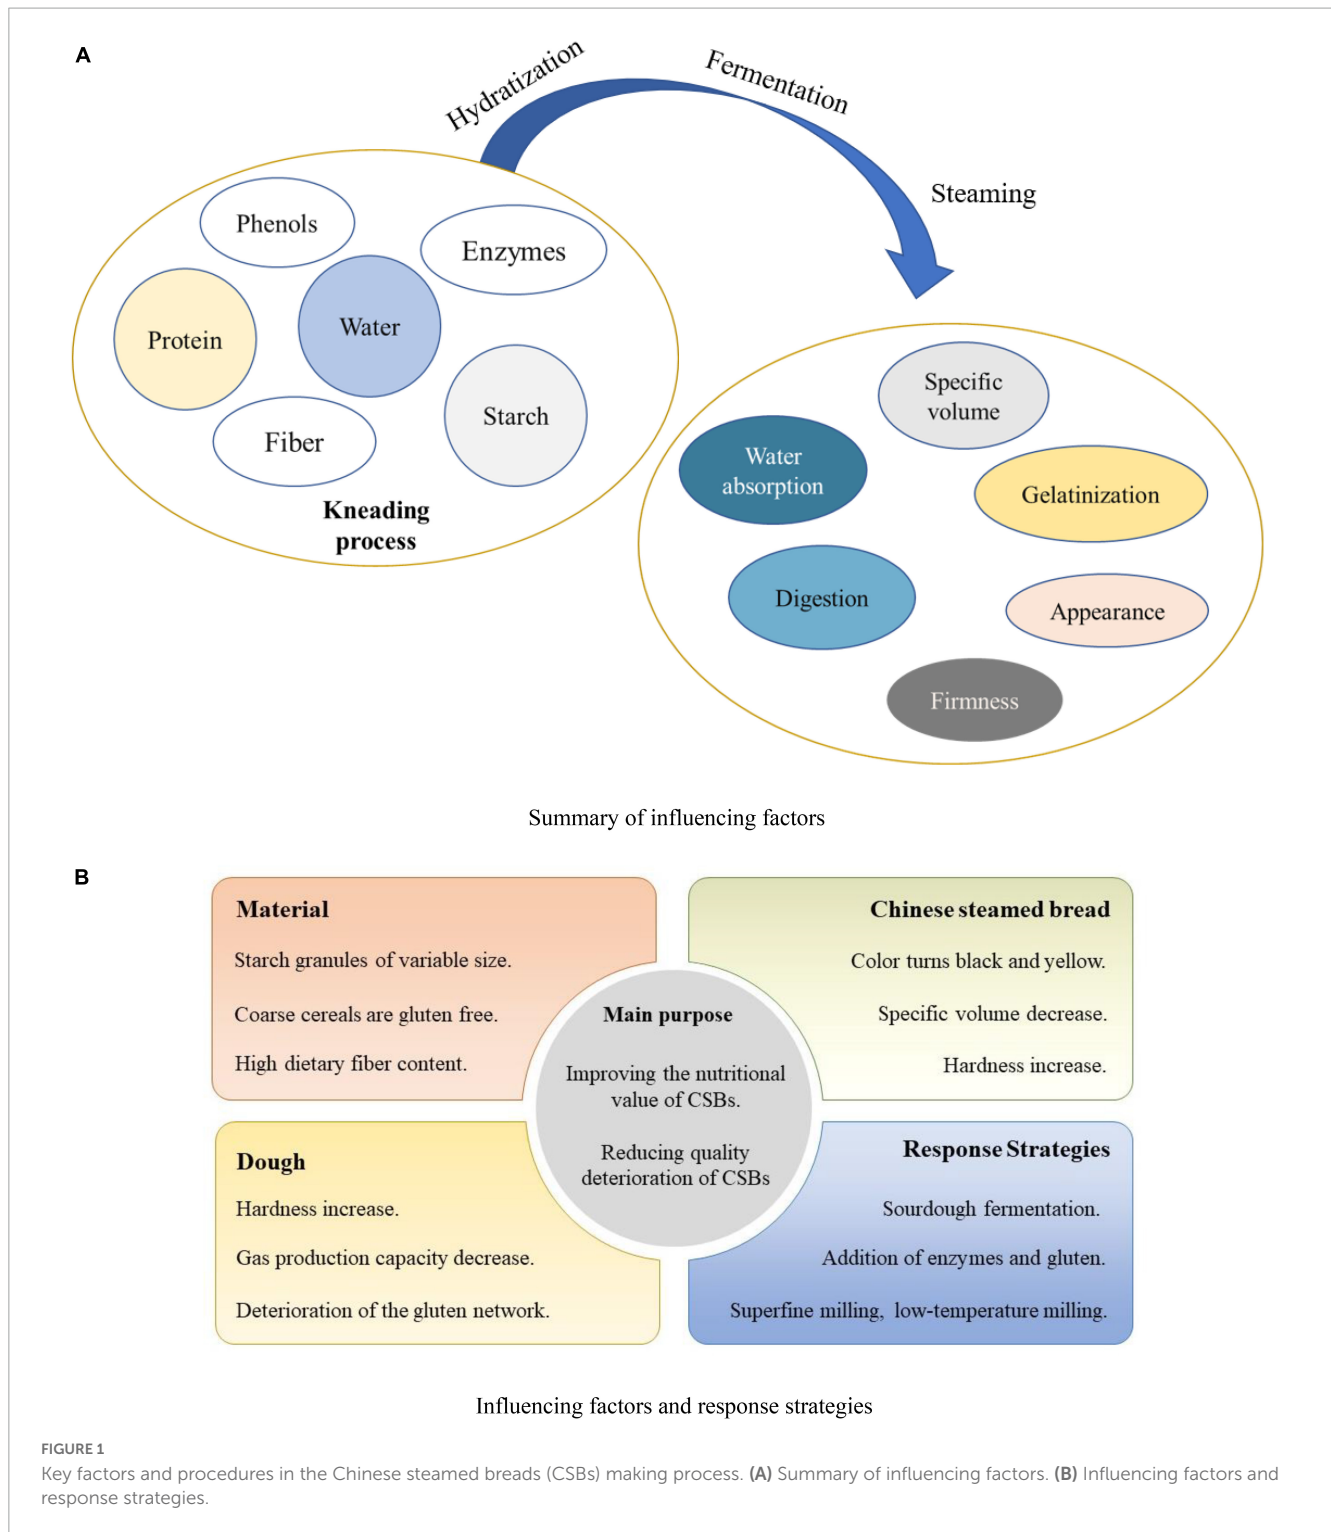 A
Hydratization
Fermentation
Steaming
Phenols
Enzymes
Protein
Water
Starch
Fiber
Kneading
process
Specific
volume
Water
absorption
Gelatinization
Digestion
Appearance
Firmness
Summary of influencing factors
B
Material
Starch granules of variable size.
Coarse cereals are gluten free.
High dietary fiber content.
Chinese steamed bread
Color turns black and yellow.
Specific volume decrease.
Hardness increase.
Main purpose
Improving the nutritional
value of CSBs.
Reducing quality
deterioration of CSBs
Dough
Hardness increase.
Gas production capacity decrease.
Deterioration of the gluten network.
Response Strategies
Sourdough fermentation.
Addition of enzymes and gluten.
Superfine milling, low-temperature milling.
Influencing factors and response strategies
FIGURE 1
Key factors and procedures in the Chinese steamed breads (CSBs) making process. (A) Summary of influencing factors. (B) Influencing factors and
response strategies.